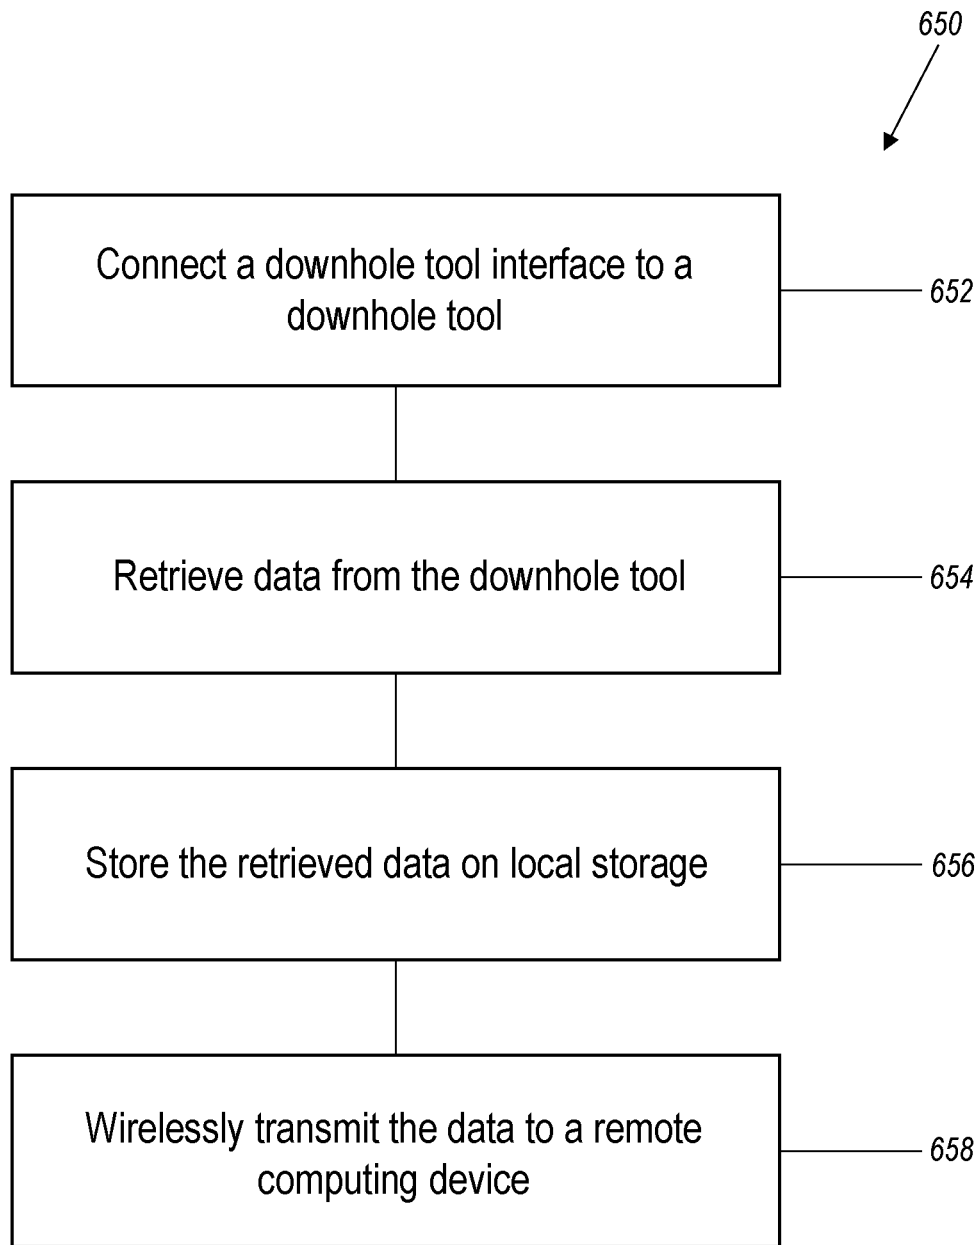 650
Connect a downhole tool interface to a
downhole tool
652
Retrieve data from the downhole tool
654
Store the retrieved data on local storage
656
Wirelessly transmit the data to a remote
computing device
658